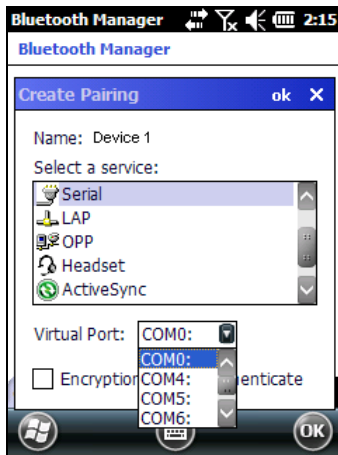 Bluetooth Manager 2:15
Bluetooth Manager
Create Pairing ok X
Name: Device 1
Select a service:
Serial
LAP
OPP
Headset
ActiveSync
Virtual Port: COM0:
COM0:
Encryption COM4: enticate
COM5:
COM6:
OK